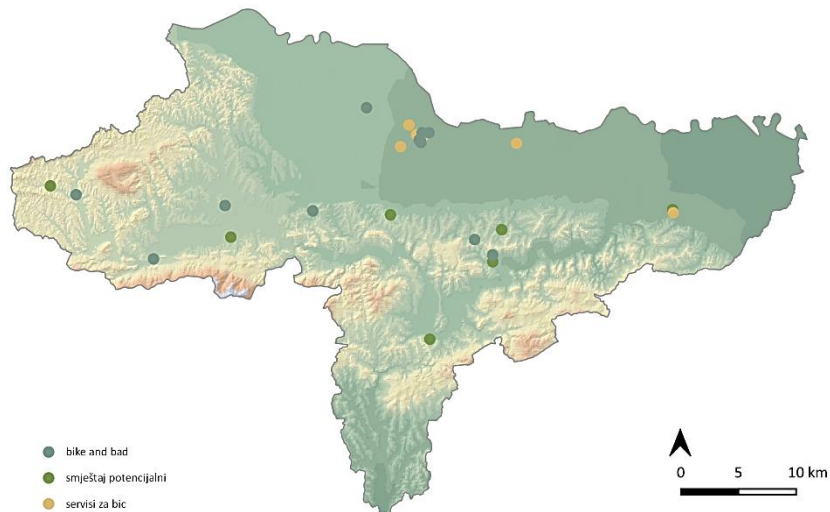 bike and bad
smještaj potencijalni
servisi za bic
0 5 10 km